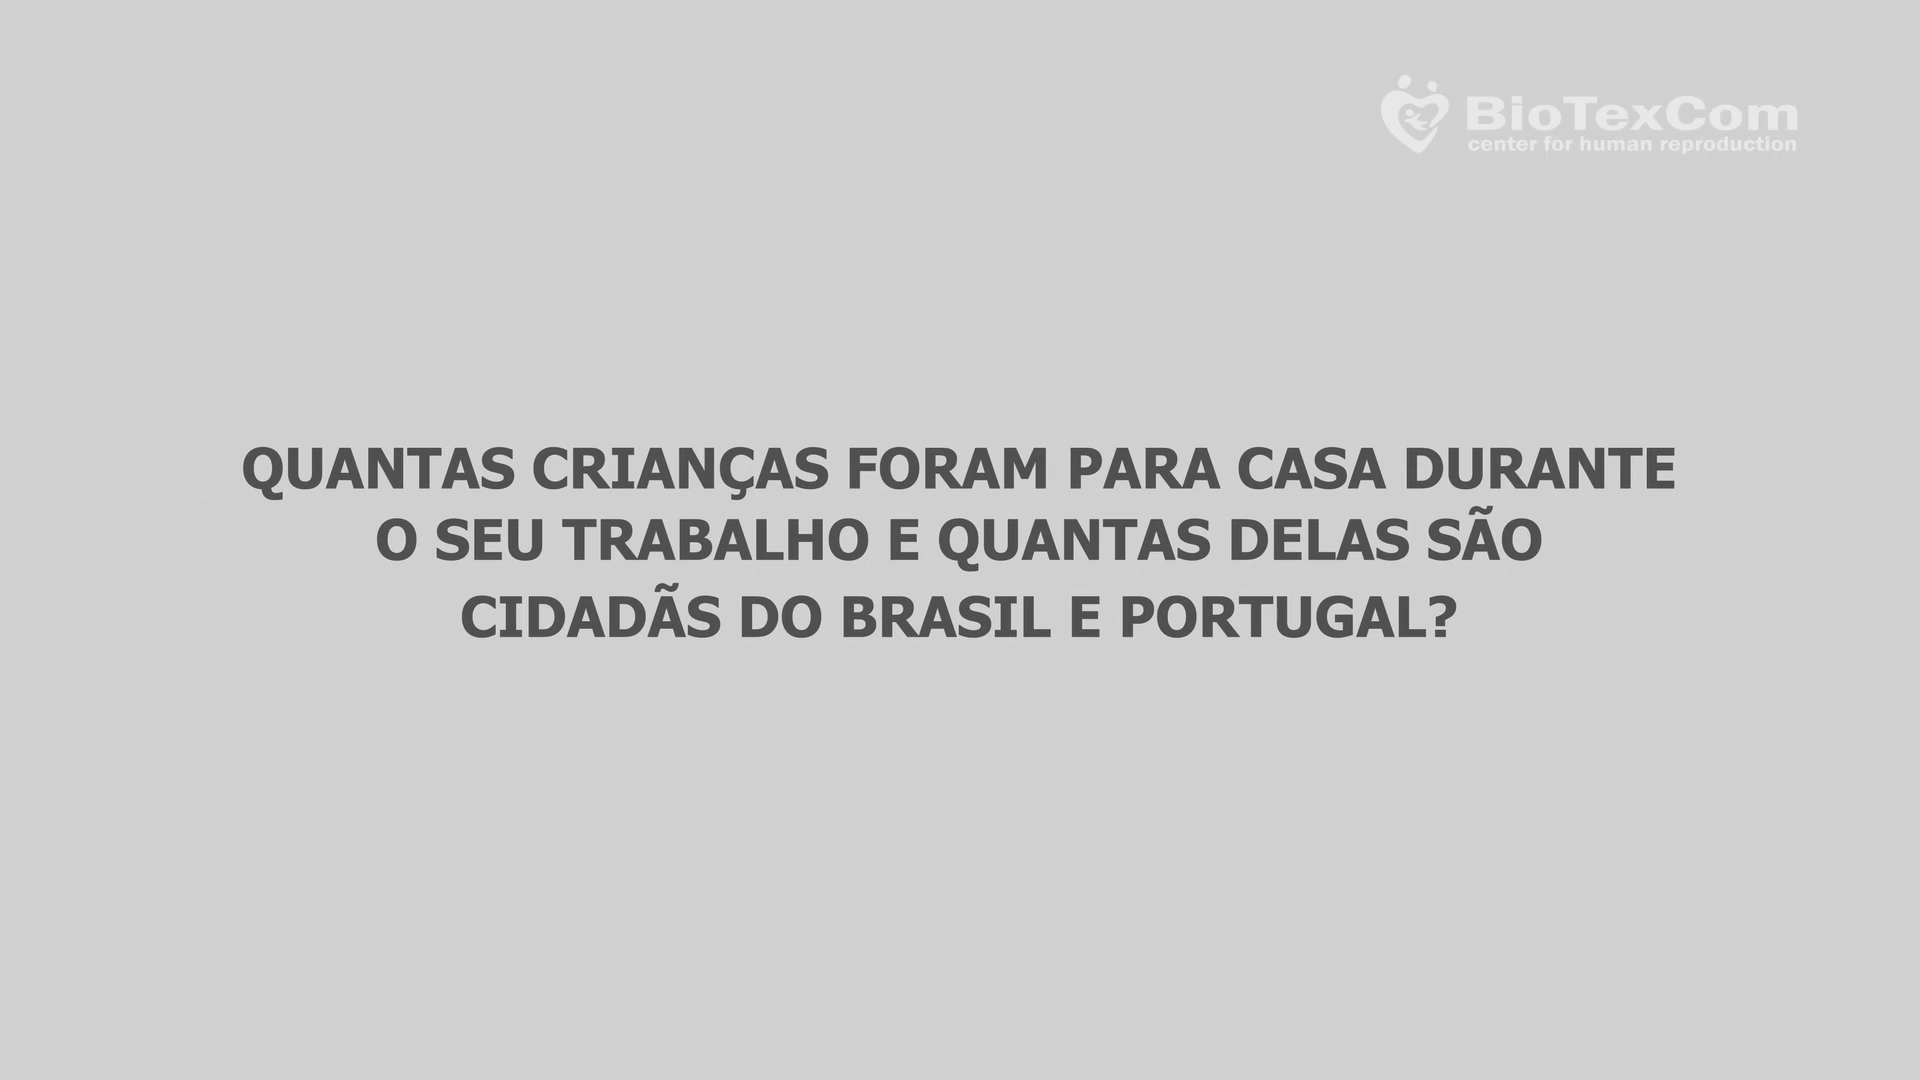 BioTexCom
center for human reproduction
QUANTAS CRIANÇAS FORAM PARA CASA DURANTE
O SEU TRABALHO E QUANTAS DELAS SÃO
CIDADÃS DO BRASIL E PORTUGAL?